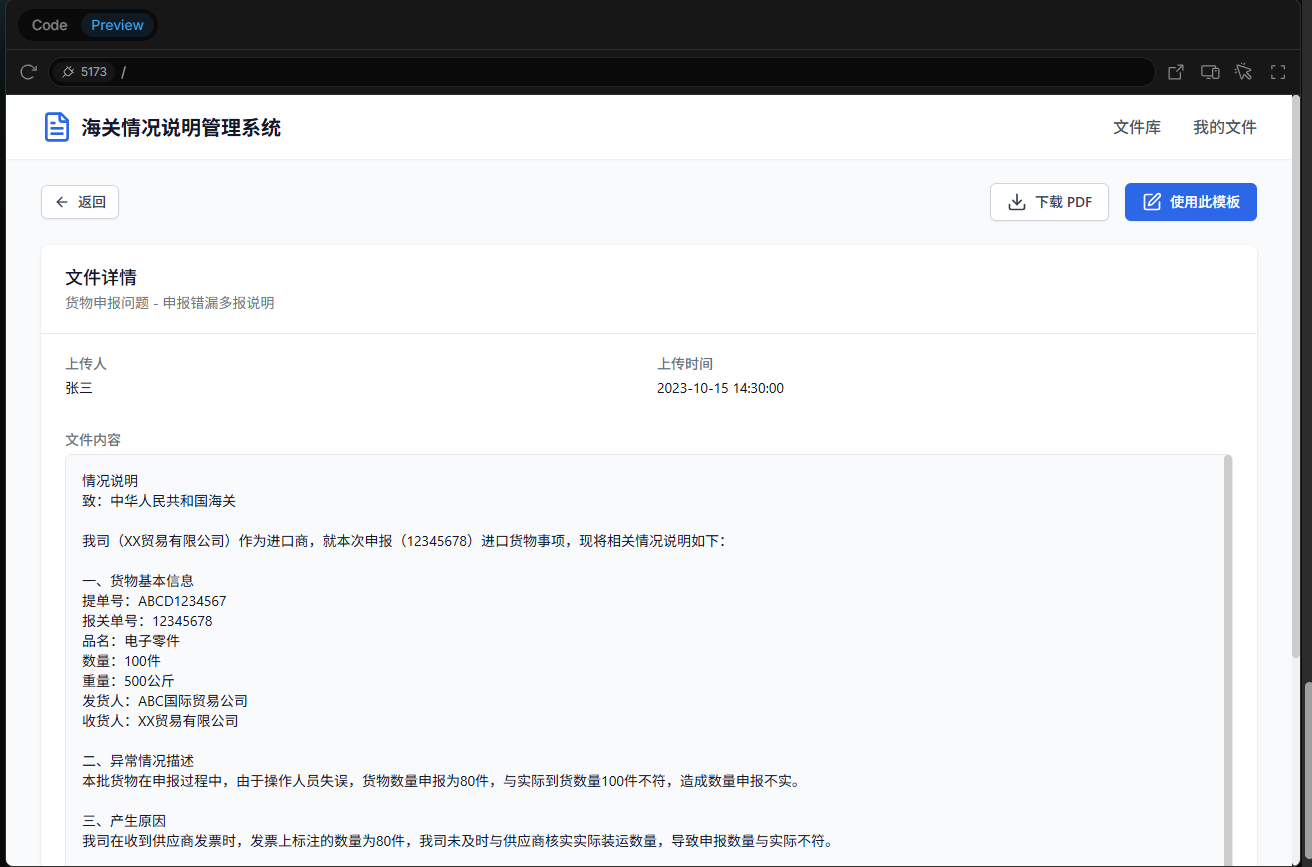 Code Preview
5173 /
海关情况说明管理系统 文件库 我的文件
返回 下载 PDF 使用此模板
文件详情
货物申报问题 - 申报错漏多报说明
上传人 上传时间
张三 2023-10-15 14:30:00
文件内容
情况说明
致：中华人民共和国海关
我司（XX贸易有限公司）作为进口商，就本次申报（12345678）进口货物事项，现将相关情况说明如下：
一、货物基本信息
提单号：ABCD1234567
报关单号：12345678
品名：电子零件
数量：100件
重量：500公斤
发货人：ABC国际贸易公司
收货人：XX贸易有限公司
二、异常情况描述
本批货物在申报过程中，由于操作人员失误，货物数量申报为80件，与实际到货数量100件不符，造成数量申报不实。
三、产生原因
我司在收到供应商发票时，发票上标注的数量为80件，我司未及时与供应商核实实际装运数量，导致申报数量与实际不符。